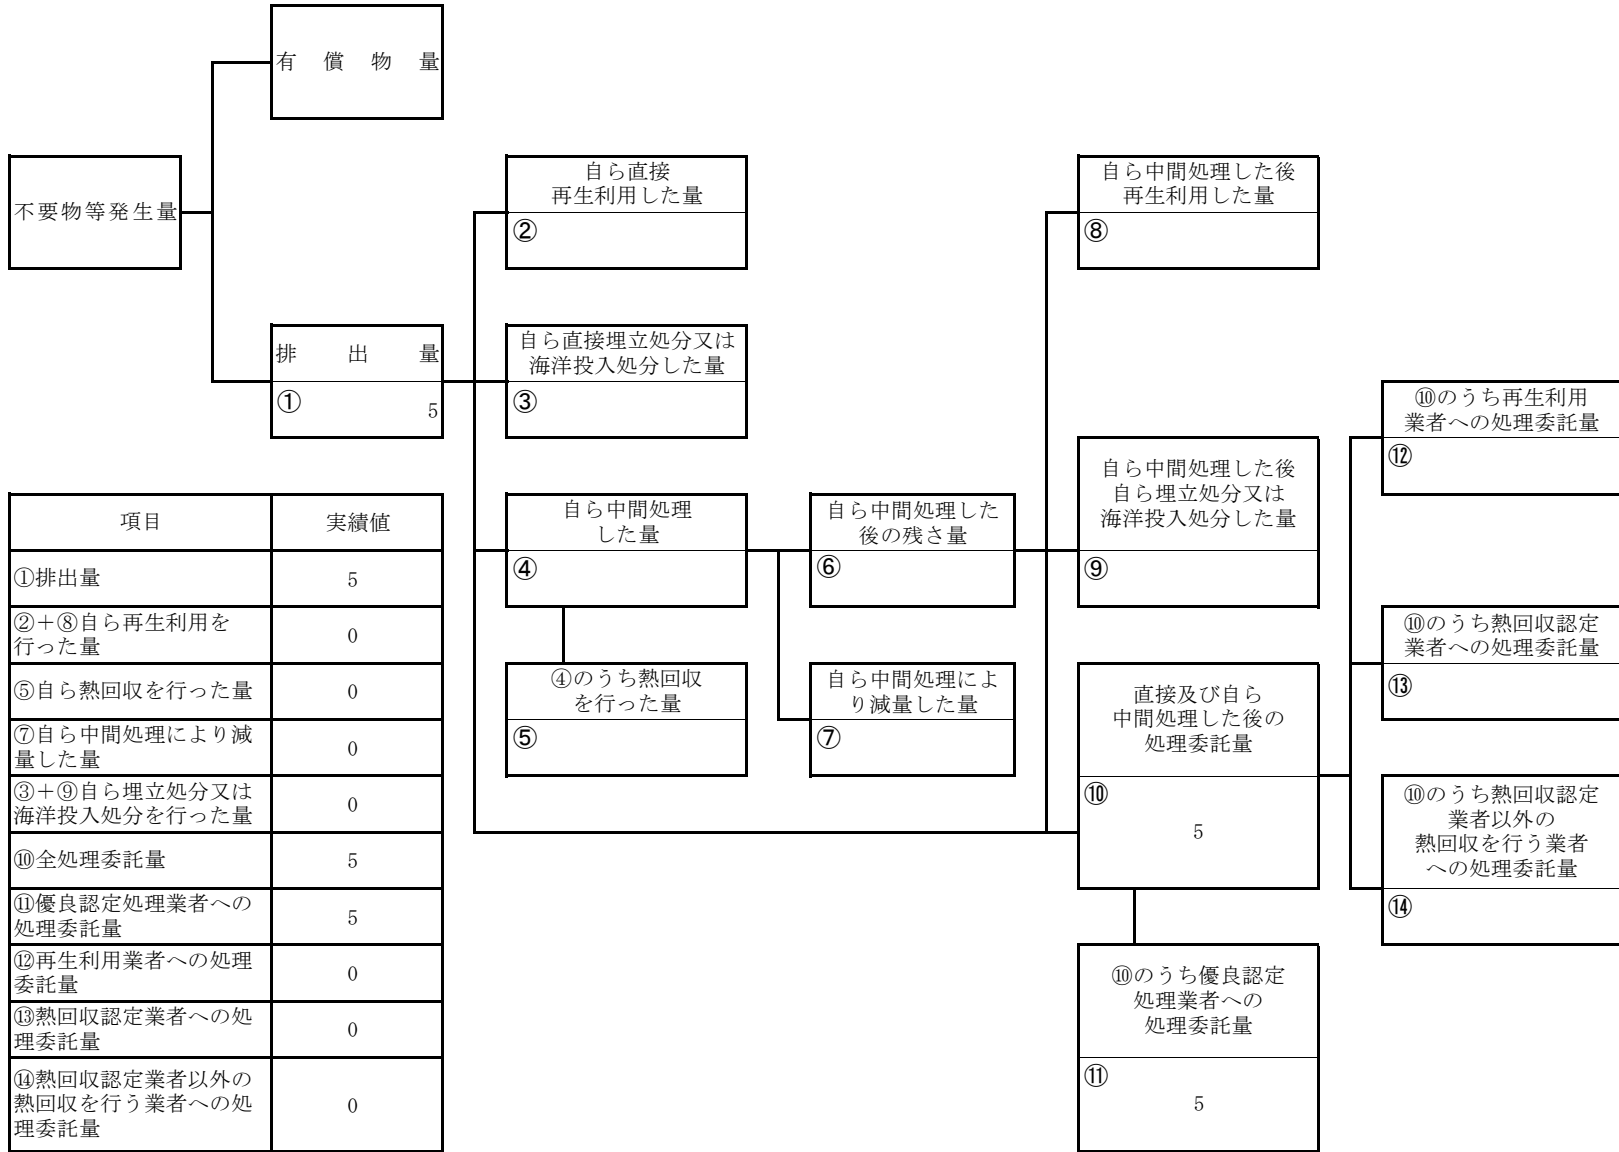 有償物量
不要物等発生量
自ら直接
再生利用した量
②
自ら中間処理した後
再生利用した量
⑧
排出量
①
5
自ら直接埋立処分又は
海洋投入処分した量
③
⑩のうち再生利用
業者への処理委託量
⑫
自ら中間処理した後
自ら埋立処分又は
海洋投入処分した量
⑨
自ら中間処理
した量
④
自ら中間処理した
後の残さ量
⑥
④のうち熱回収
を行った量
⑤
自ら中間処理によ
り減量した量
⑦
直接及び自ら
中間処理した後の
処理委託量
⑩
5
⑩のうち熱回収認定
業者への処理委託量
⑬
⑩のうち熱回収認定
業者以外の
熱回収を行う業者
への処理委託量
⑭
⑩のうち優良認定
処理業者への
処理委託量
⑪
5
項目 実績値
①排出量 5
②+⑧自ら再生利用を
行った量 0
⑤自ら熱回収を行った量 0
⑦自ら中間処理により減
量した量 0
③+⑨自ら埋立処分又は
海洋投入処分を行った量 0
⑩全処理委託量 5
⑪優良認定処理業者への
処理委託量 5
⑫再生利用業者への処理
委託量 0
⑬熱回収認定業者への処
理委託量 0
⑭熱回収認定業者以外の
熱回収を行う業者への処
理委託量 0